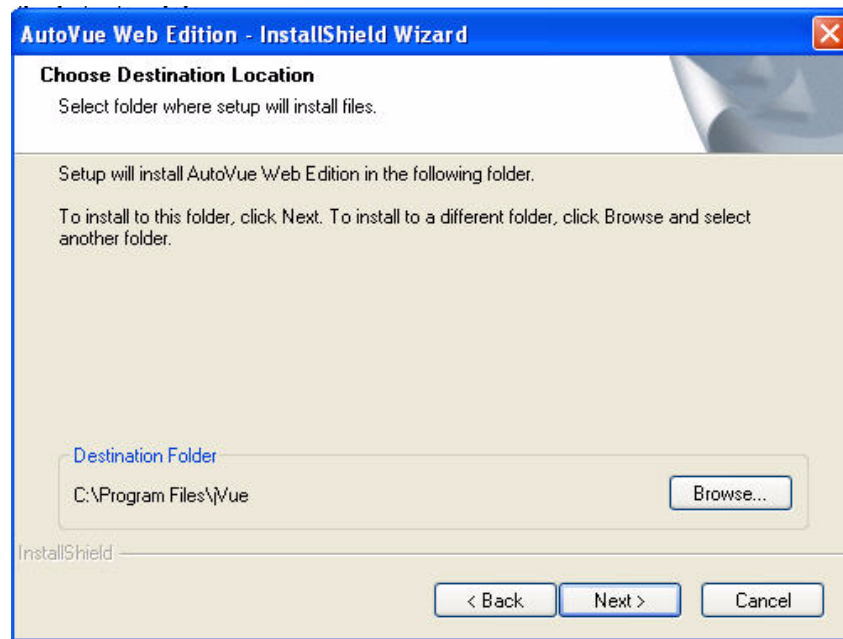 AutoVue Web Edition - InstallShield Wizard
Choose Destination Location
Select folder where setup will install files.
Setup will install AutoVue Web Edition in the following folder.
To install to this folder, click Next. To install to a different folder, click Browse and select
another folder.
Destination Folder
C:\Program Files\jVue
Browse...
InstallShield
< Back
Next >
Cancel